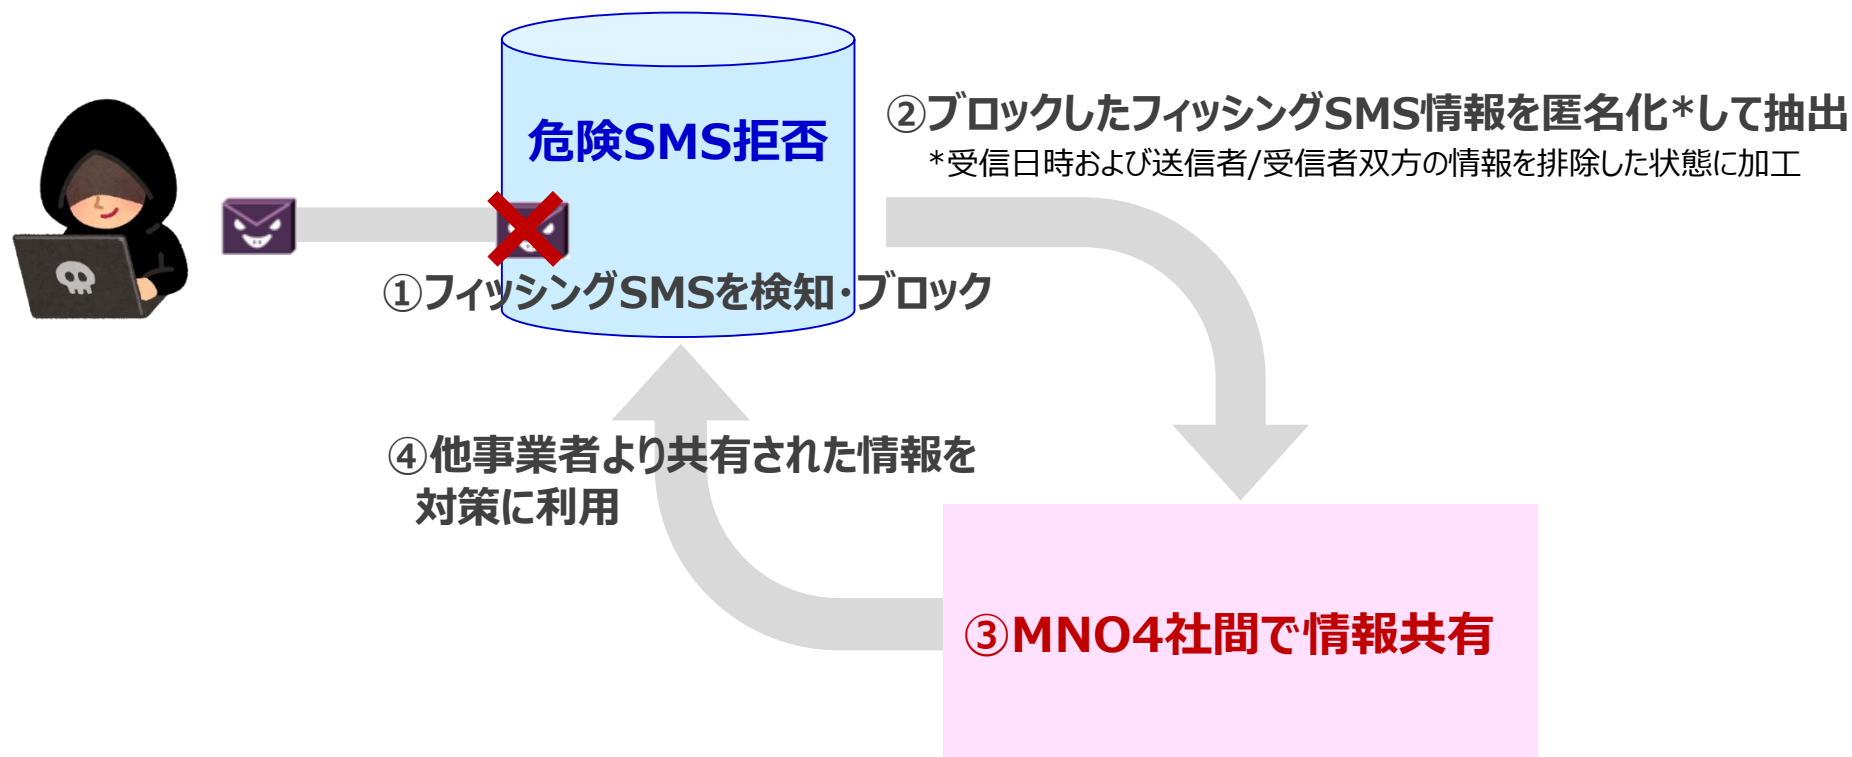 危険SMS拒否
①フィッシングSMSを検知・ブロック
②ブロックしたフィッシングSMS情報を匿名化*して抽出
*受信日時および送信者/受信者双方の情報を排除した状態に加工
③MNO4社間で情報共有
④他事業者より共有された情報を
対策に利用